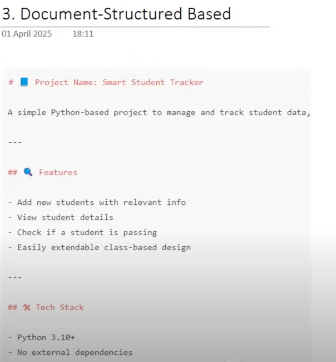 3. Document-Structured Based
01 April 2025 18:11
# 📘 Project Name: Smart Student Tracker
A simple Python-based project to manage and track student data,
---
## 🔍 Features
- Add new students with relevant info
- View student details
- Check if a student is passing
- Easily extendable class-based design
---
## 🛠 Tech Stack
- Python 3.10+
- No external dependencies